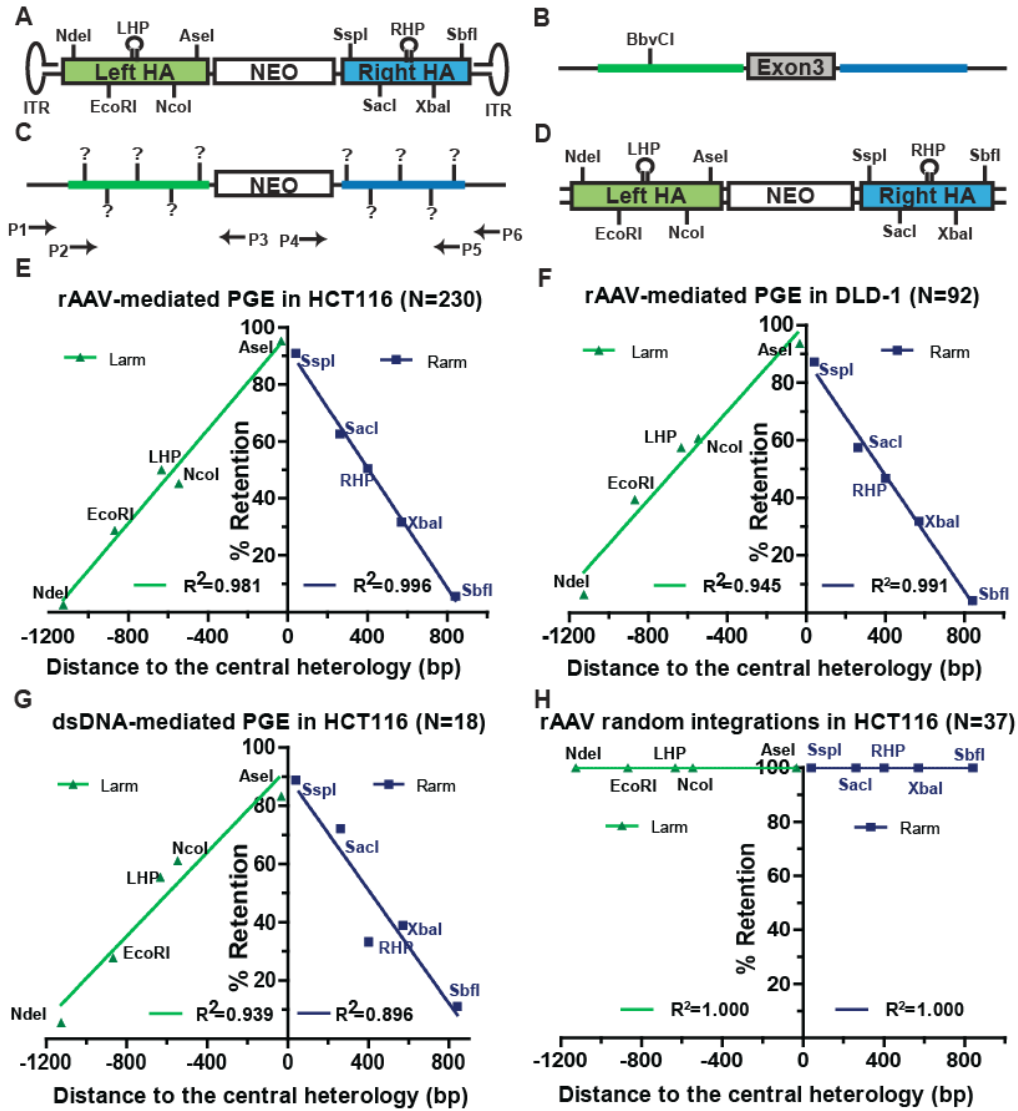 A
NdeI LHP AseI SspI RHP SbfI
Left HA NEO Right HA
ITR EcoRI NcoI SacI XbaI ITR
B
BbvCI
Exon3
C
? ? ? ? ? ?
NEO
? ? ? ?
P1 P2 P3 P4 P5 P6
D
NdeI LHP AseI SspI RHP SbfI
Left HA NEO Right HA
EcoRI NcoI SacI XbaI
E
rAAV-mediated PGE in HCT116 (N=230)
Larm Rarm
% Retention
100
80
60
40
20
AseI
SspI
SacI
LHP
NcoI
RHP
EcoRI
XbaI
NdeI
SbfI
R2=0.981 R2=0.996
-1200 -800 -400 0 400 800
Distance to the central heterology (bp)
F
rAAV-mediated PGE in DLD-1 (N=92)
Larm Rarm
% Retention
100
80
60
40
20
AseI
SspI
LHP
NcoI
SacI
RHP
EcoRI
XbaI
NdeI
SbfI
R²=0.945 R²=0.991
-1200 -800 -400 0 400 800
Distance to the central heterology (bp)
G
dsDNA-mediated PGE in HCT116 (N=18)
Larm Rarm
% Retention
100
80
60
40
20
AseI
SspI
SacI
NcoI
LHP
XbaI
RHP
EcoRI
NdeI
SbfI
R2=0.939 R2=0.896
-1200 -800 -400 0 400 800
Distance to the central heterology (bp)
H
rAAV random integrations in HCT116 (N=37)
NdeI LHP AseI SspI RHP SbfI
EcoRI NcoI SacI XbaI
Larm Rarm
% Retention
100
80
60
40
20
R²=1.000 R²=1.000
-1200 -800 -400 0 400 800
Distance to the central heterology (bp)